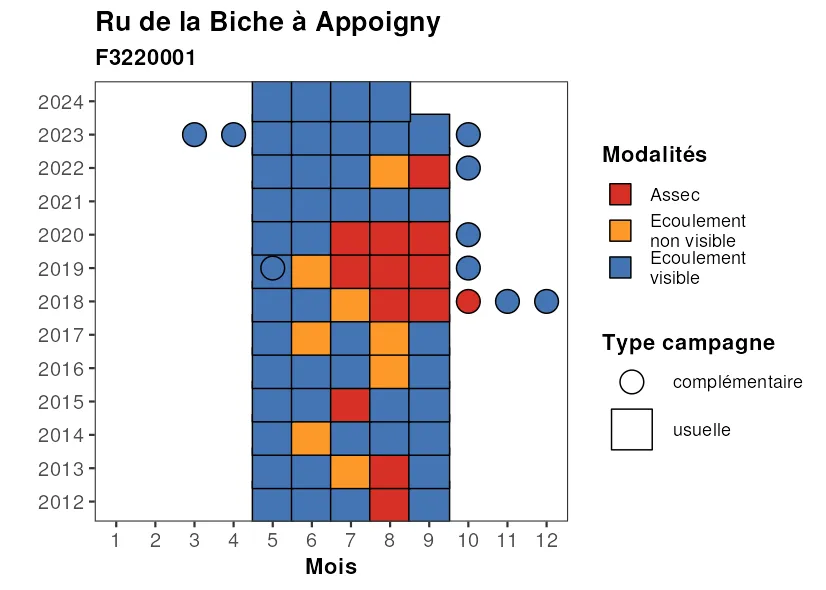 Ru de la Biche à Appoigny
F3220001
2024
2023
2022
2021
2020
2019
2018
2017
2016
2015
2014
2013
2012
1 2 3 4 5 6 7 8 9 10 11 12
Mois
Modalités
Assec
Ecoulement
non visible
Ecoulement
visible
Type campagne
complémentaire
usuelle